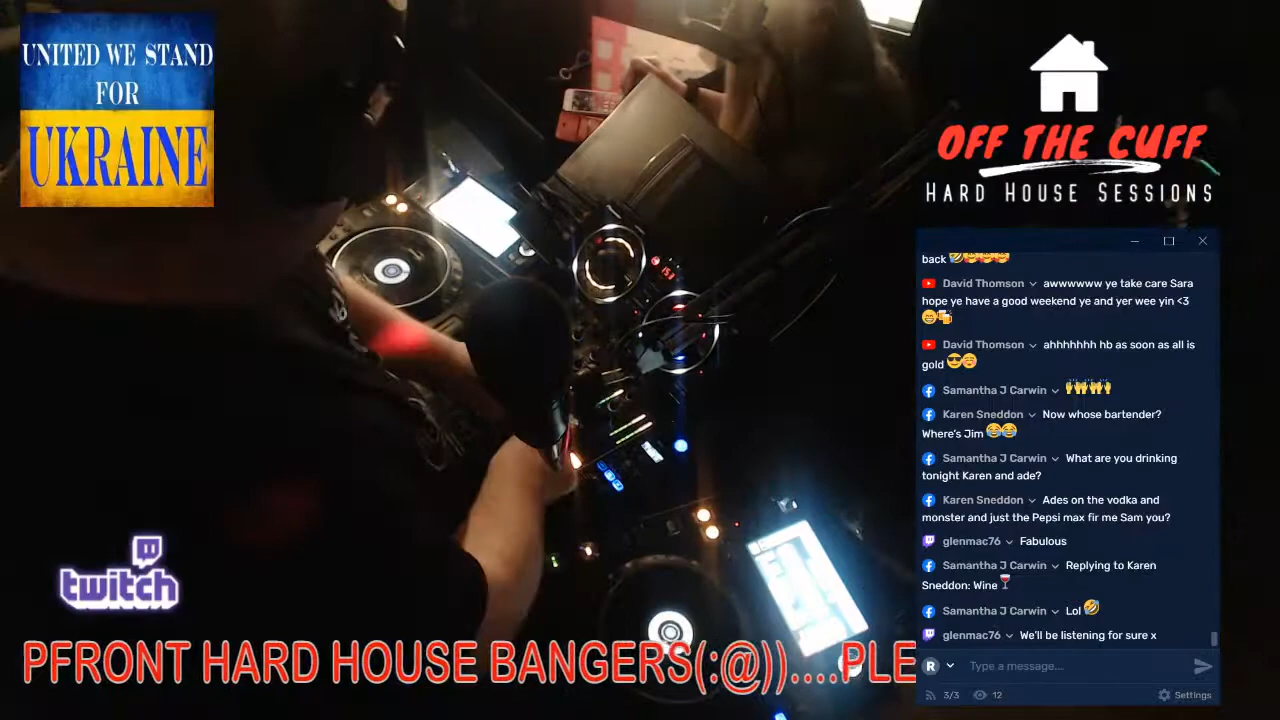 UNITED WE STAND
FOR
UKRAINE
OFF THE CUFF
HARD HOUSE SESSIONS
back 🤣
David Thomson awwwwww ye take care Sara
hope ye have a good weekend ye and yer wee yin <3
😁🍻
David Thomson ahhhhhhh hb as soon as all is
gold 😎☺️
Samantha J Carwin 🙌🙌🙌🙌
Karen Sneddon Now whose bartender?
Where's Jim 😂😂
Samantha J Carwin What are you drinking
tonight Karen and ade?
Karen Sneddon Ades on the vodka and
monster and just the Pepsi max fir me Sam you?
glenmac76 Fabulous
Samantha J Carwin Replying to Karen
Sneddon: Wine 🍷
Samantha J Carwin Lol 🤣
glenmac76 We'll be listening for sure x
R Type a message...
3/3 12 Settings
twitch
PFRONT HARD HOUSE BANGERS(:@))....PLE